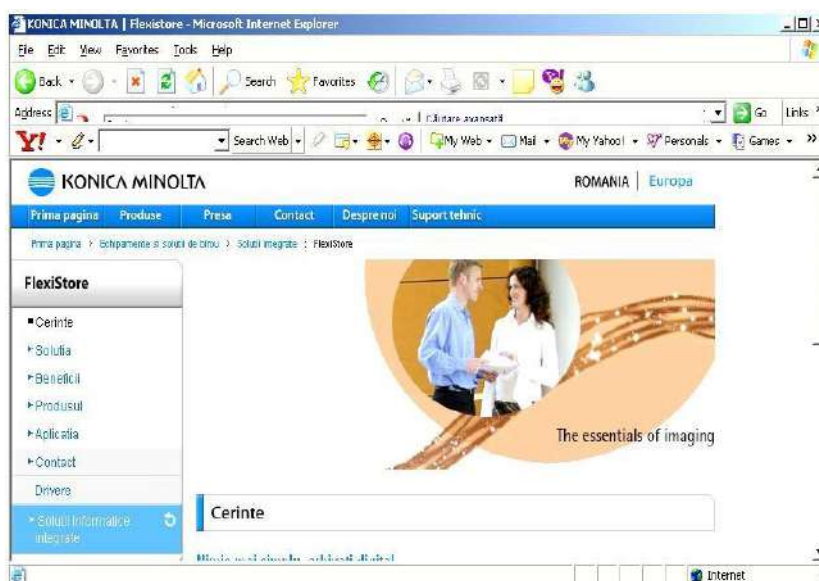 KONICA MINOLTA | Flexistore - Microsoft Internet Explorer
File Edit View Favorites Tools Help
Back Search Favorites
Address Căutare avansată Go Links
Y! Search Web My Web Mail My Yahoo! Personals Games
KONICA MINOLTA ROMANIA | Europa
Prima pagina Produse Presa Contact Despre noi Suport tehnic
Prima pagina > Echipamente si solutii de birou > Solutii integrate : FlexiStore
FlexiStore
Cerinte
Solutia
Beneficii
Produsul
Aplicatia
Contact
Drivere
Solutii informatice
integrate
The essentials of imaging
Cerinte
Internet